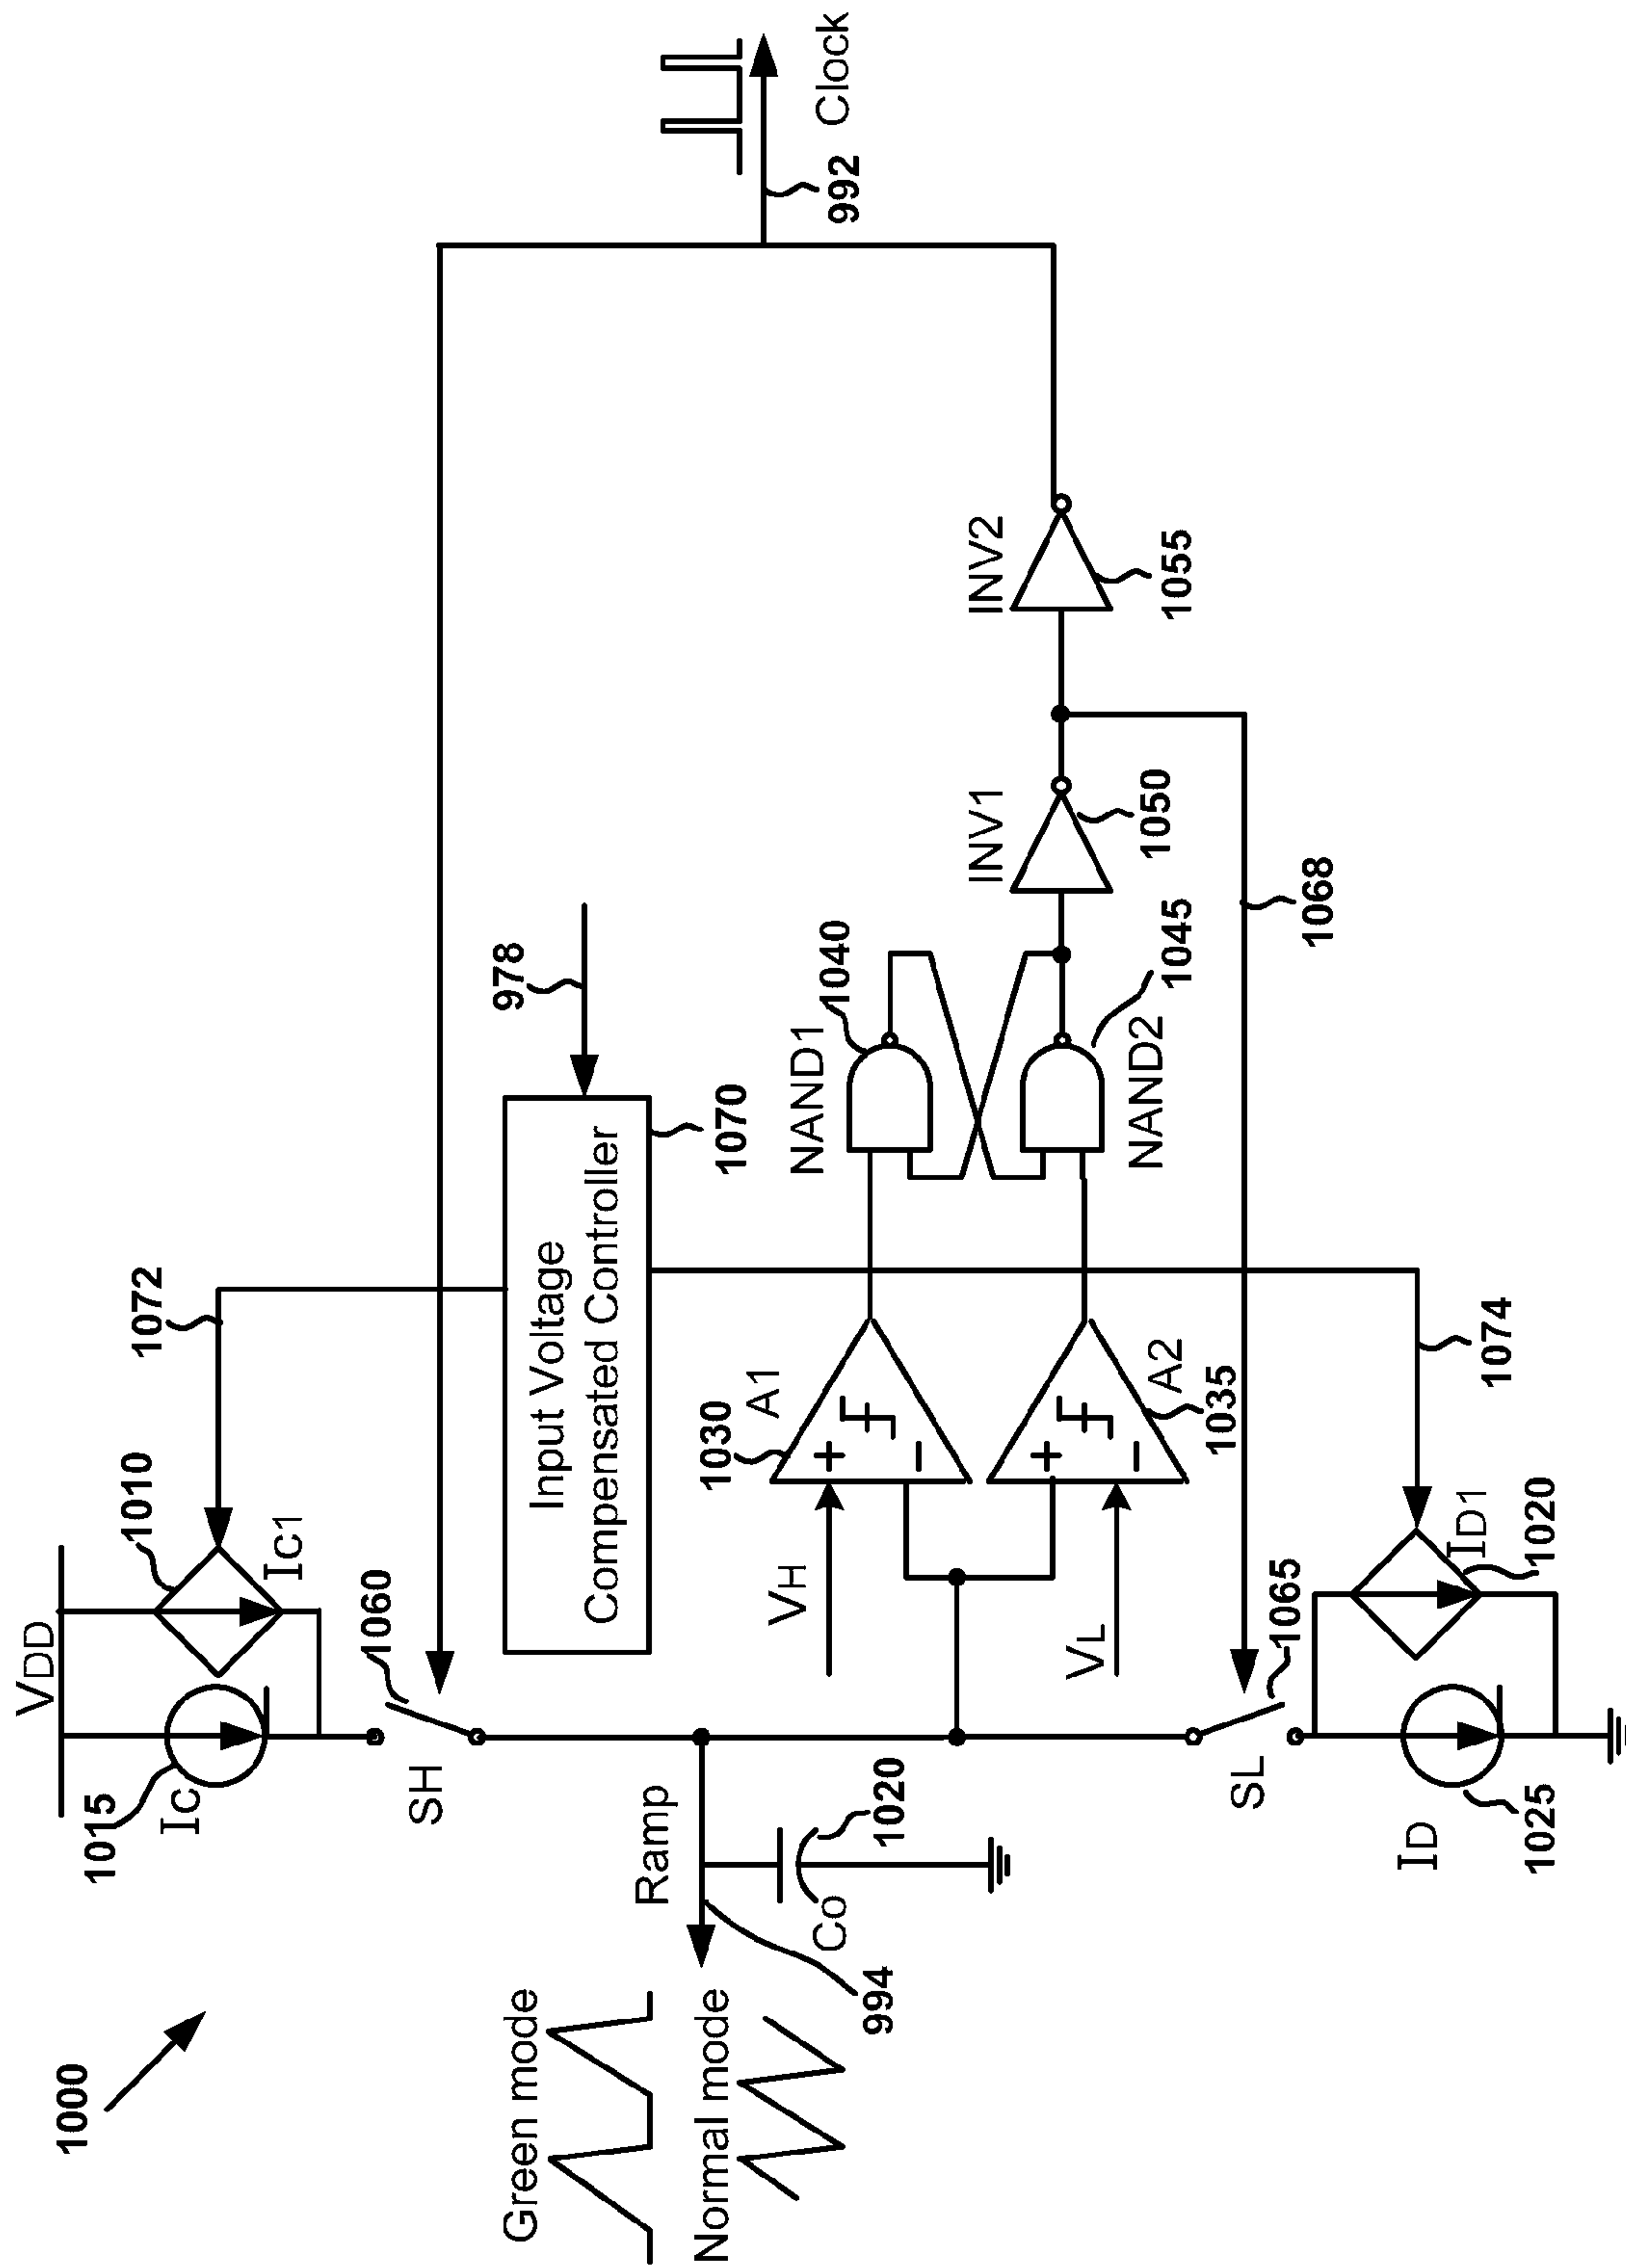 1000
Green mode
Normal mode
994
Ramp
Co
1020
VDD
1015
Ic
1010
Ic1
1072
SH
1060
Input Voltage
Compensated Controller
1070
978
VH
VL
1030
A1
+
−
+
−
A2
1035
NAND1
1040
NAND2
1045
INV1
1050
INV2
1055
1068
SL
1065
ID
1025
ID1
1020
1074
992
Clock